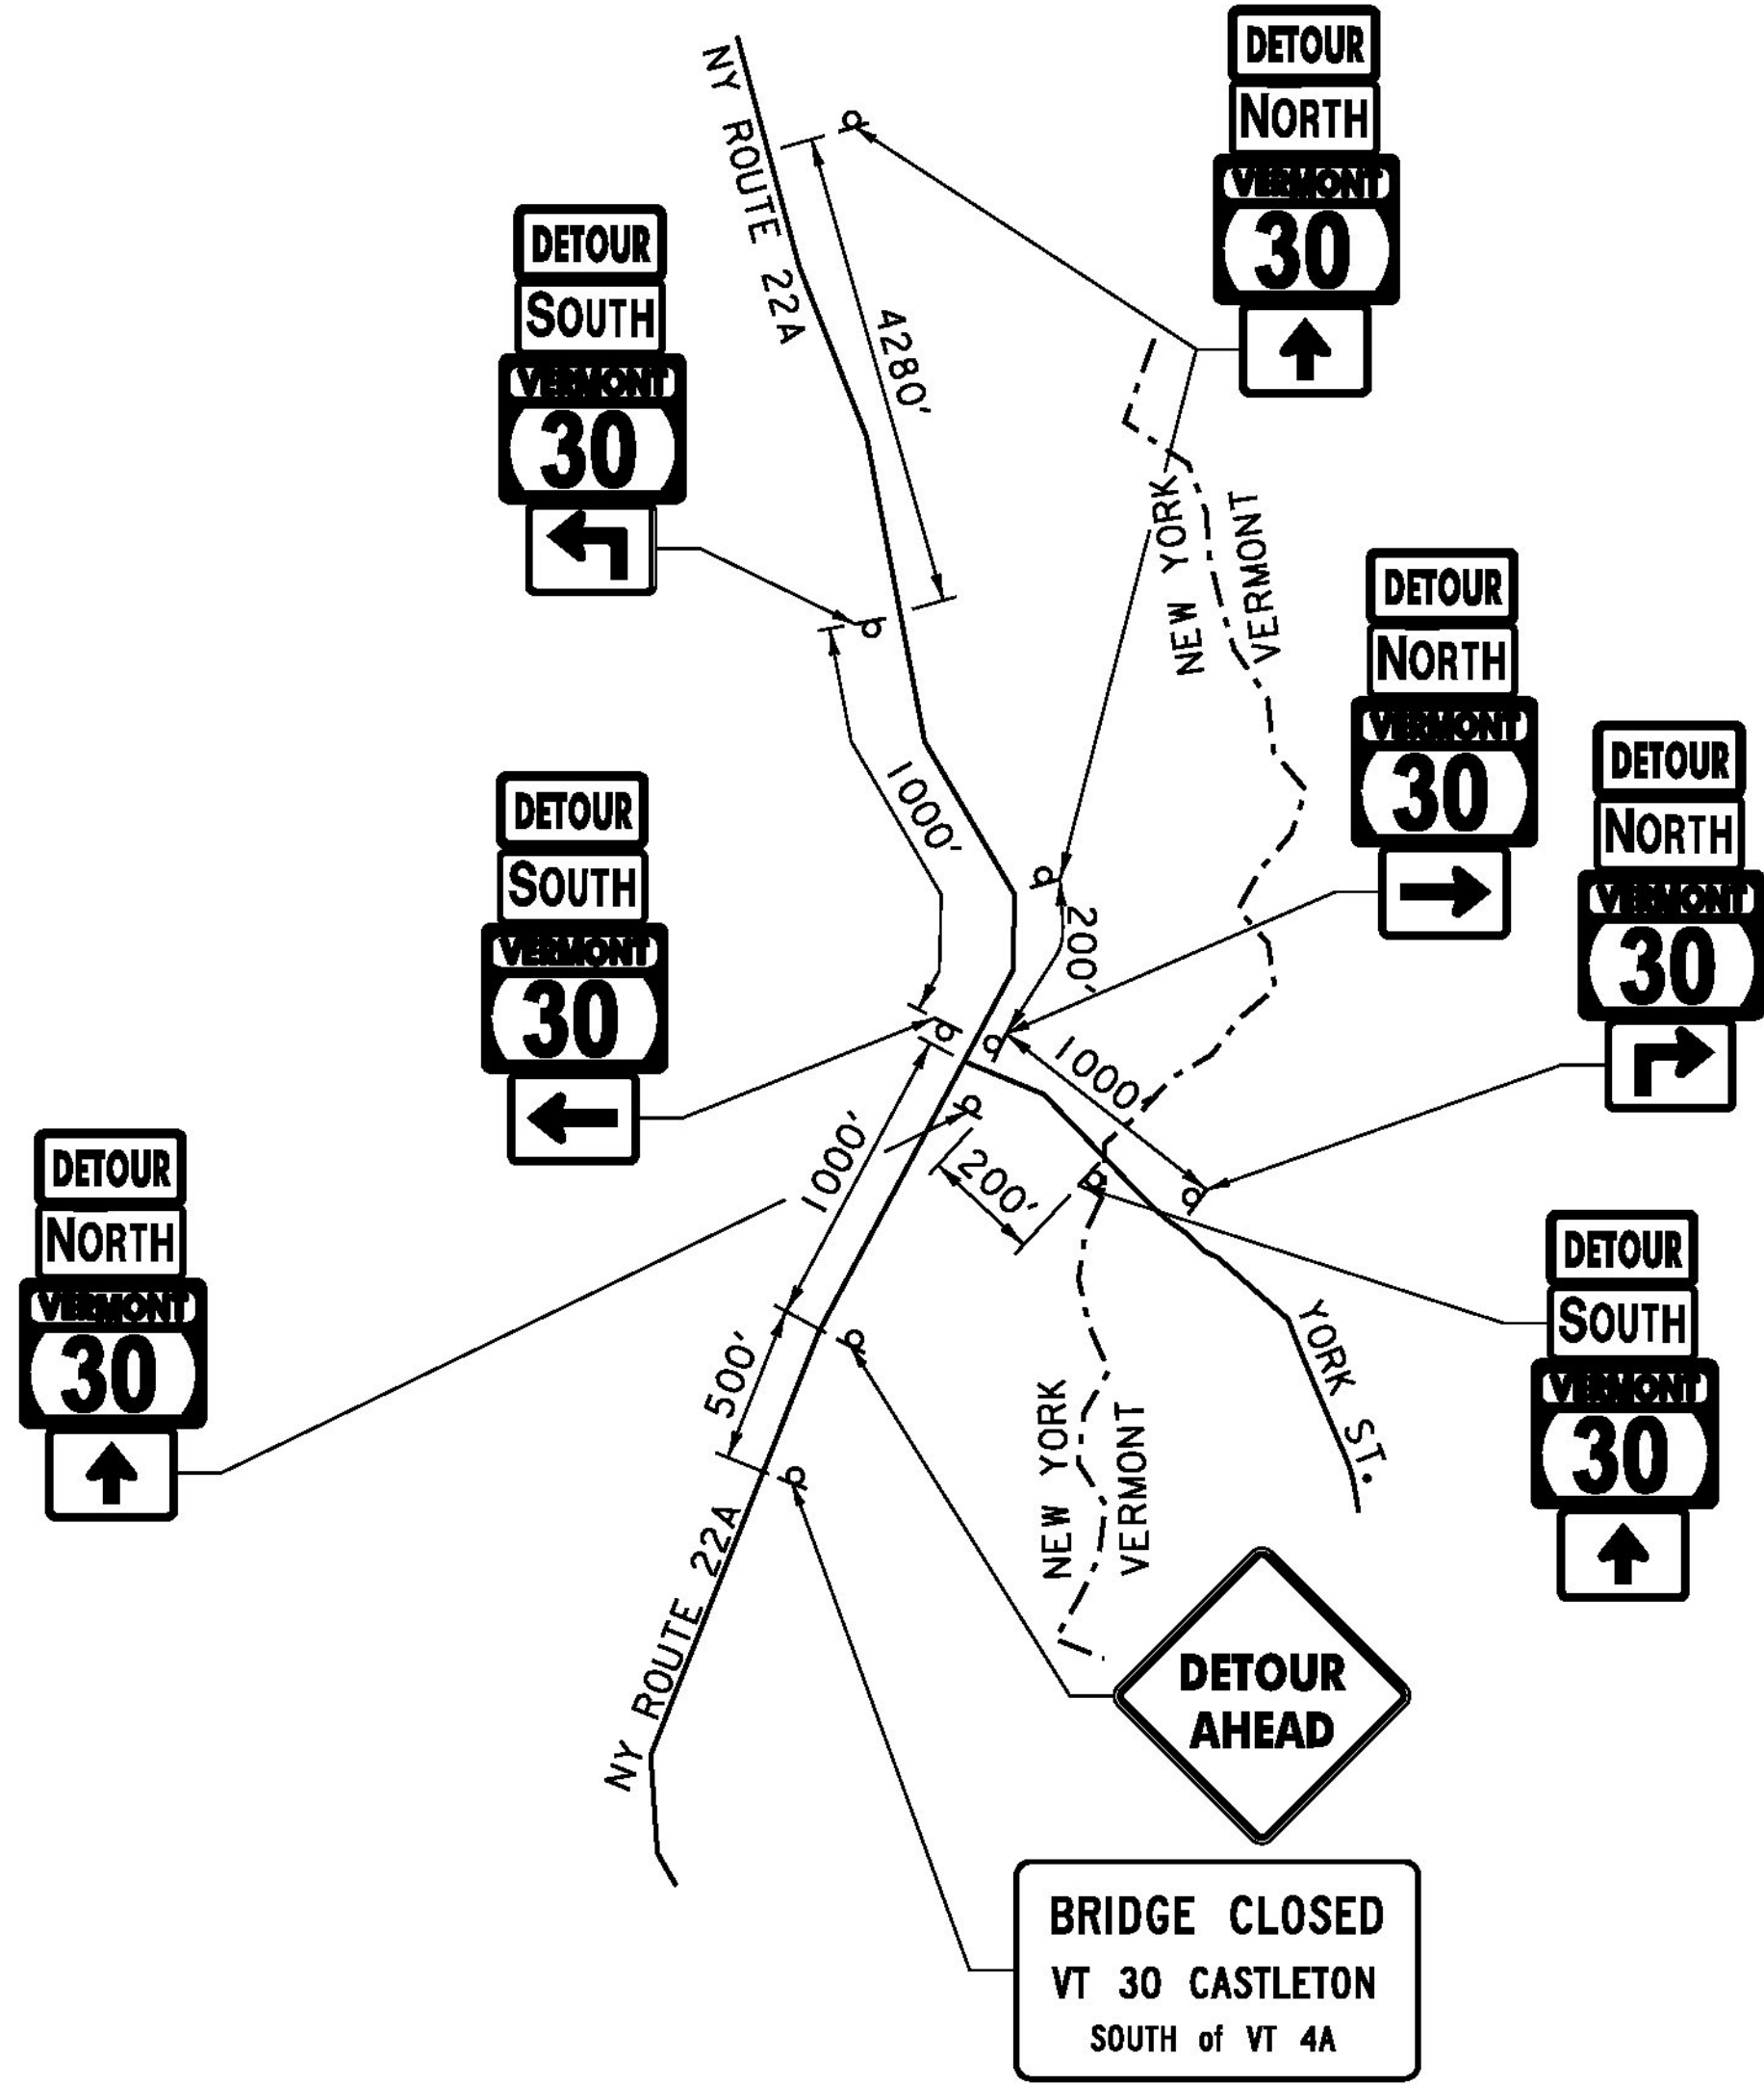 DETOUR
NORTH
VERMONT
30
NY ROUTE 22A
4280'
DETOUR
SOUTH
VERMONT
30
NEW YORK
VERMONT
DETOUR
NORTH
VERMONT
30
DETOUR
NORTH
VERMONT
30
1000'
DETOUR
SOUTH
VERMONT
30
200'
1000'
1000'
200'
DETOUR
NORTH
VERMONT
30
DETOUR
SOUTH
VERMONT
30
500'
YORK ST.
NEW YORK
VERMONT
NY ROUTE 22A
DETOUR
AHEAD
BRIDGE CLOSED
VT 30 CASTLETON
SOUTH of VT 4A